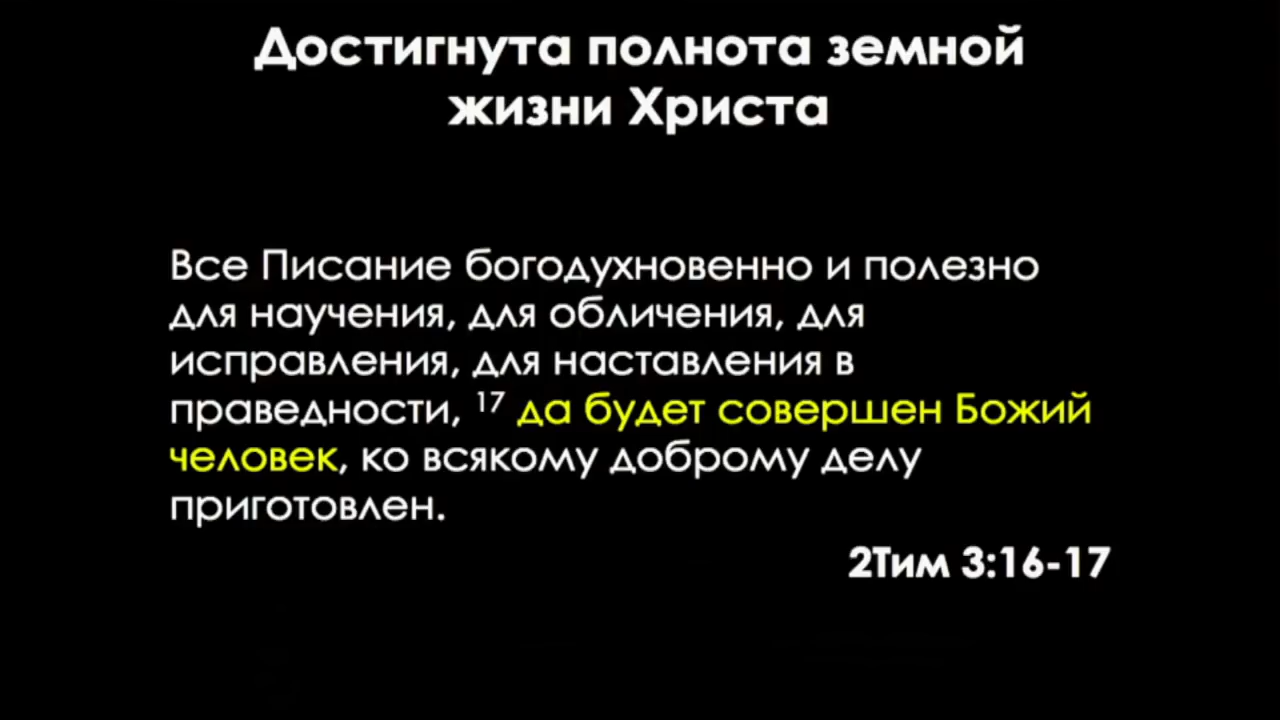 Достигнута полнота земной
жизни Христа
Все Писание богодухновенно и полезно
для научения, для обличения, для
исправления, для наставления в
праведности, ¹⁷ да будет совершен Божий
человек, ко всякому доброму делу
приготовлен.
2Тим 3:16-17